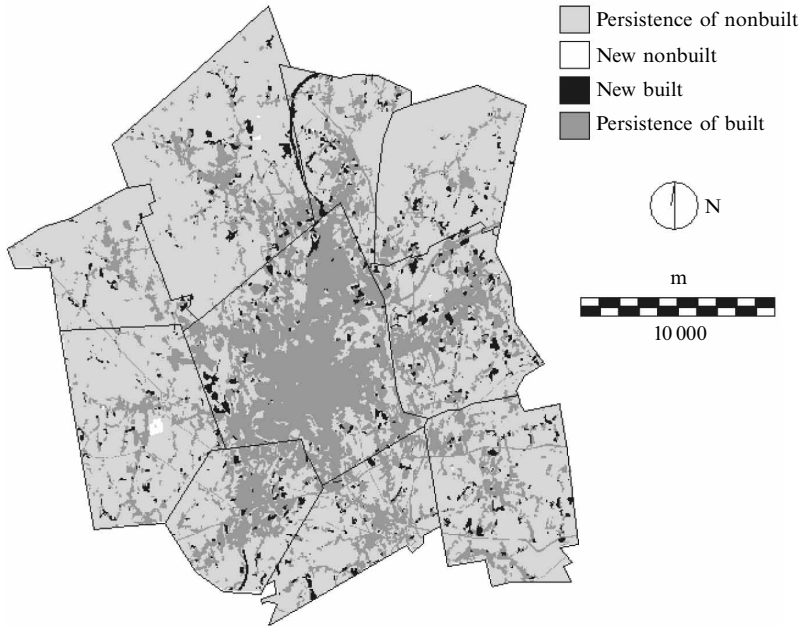 Persistence of nonbuilt
New nonbuilt
New built
Persistence of built
N
m
10 000